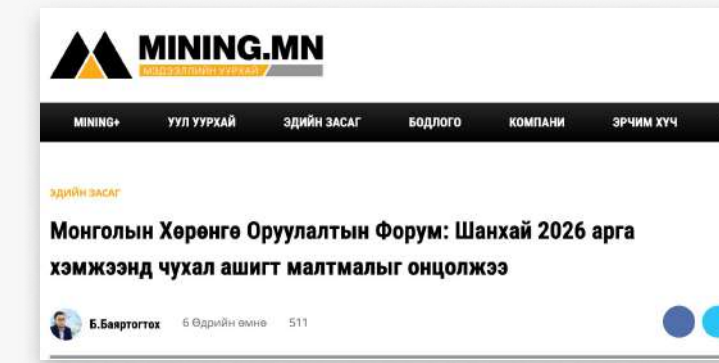 MINING.MN
МЭДЭЭЛЛИЙН УУРХАЙ
MINING+ УУЛ УУРХАЙ ЭДИЙН ЗАСАГ БОДЛОГО КОМПАНИ ЭРЧИМ ХҮЧ
ЭДИЙН ЗАСАГ
Монголын Хөрөнгө Оруулалтын Форум: Шанхай 2026 арга
хэмжээнд чухал ашигт малтмалыг онцолжээ
Б.Баяртогтох 6 Өдрийн өмнө 511